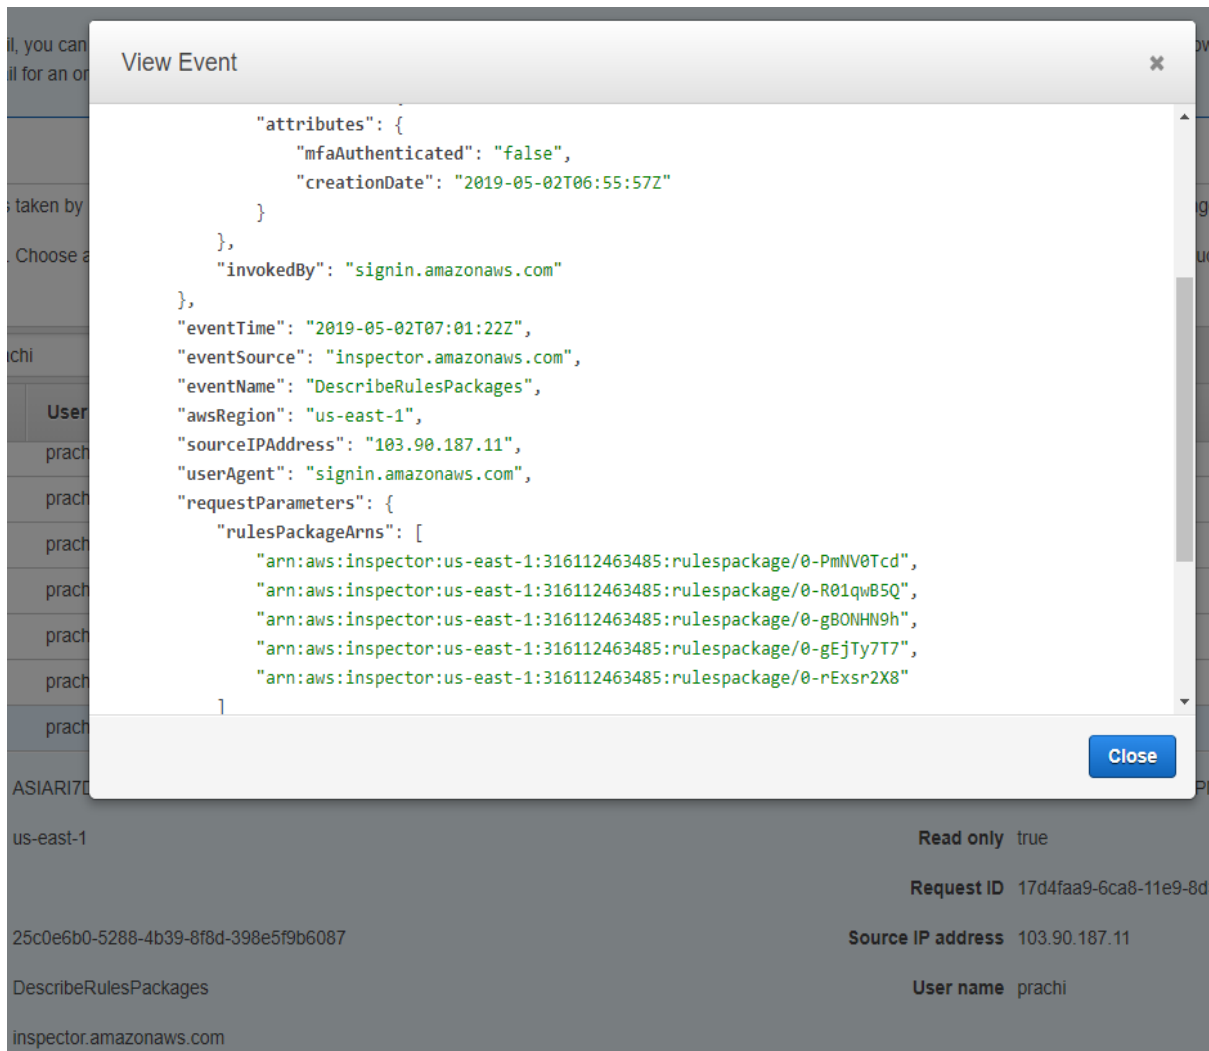 il, you can
il for an or
View Event
"attributes": {
"mfaAuthenticated": "false",
"creationDate": "2019-05-02T06:55:57Z"
}
},
"invokedBy": "signin.amazonaws.com"
},
"eventTime": "2019-05-02T07:01:22Z",
"eventSource": "inspector.amazonaws.com",
"eventName": "DescribeRulesPackages",
"awsRegion": "us-east-1",
"sourceIPAddress": "103.90.187.11",
"userAgent": "signin.amazonaws.com",
"requestParameters": {
"rulesPackageArns": [
"arn:aws:inspector:us-east-1:316112463485:rulespackage/0-PmNV0Tcd",
"arn:aws:inspector:us-east-1:316112463485:rulespackage/0-R01qwB5Q",
"arn:aws:inspector:us-east-1:316112463485:rulespackage/0-gBONHN9h",
"arn:aws:inspector:us-east-1:316112463485:rulespackage/0-gEjTy7T7",
"arn:aws:inspector:us-east-1:316112463485:rulespackage/0-rExsr2X8"
]
Close
s taken by
. Choose a
achi
User
prach
prach
prach
prach
prach
prach
prach
ASIARI7D
us-east-1
Read only true
Request ID 17d4faa9-6ca8-11e9-8d
25c0e6b0-5288-4b39-8f8d-398e5f9b6087
Source IP address 103.90.187.11
DescribeRulesPackages
User name prachi
inspector.amazonaws.com